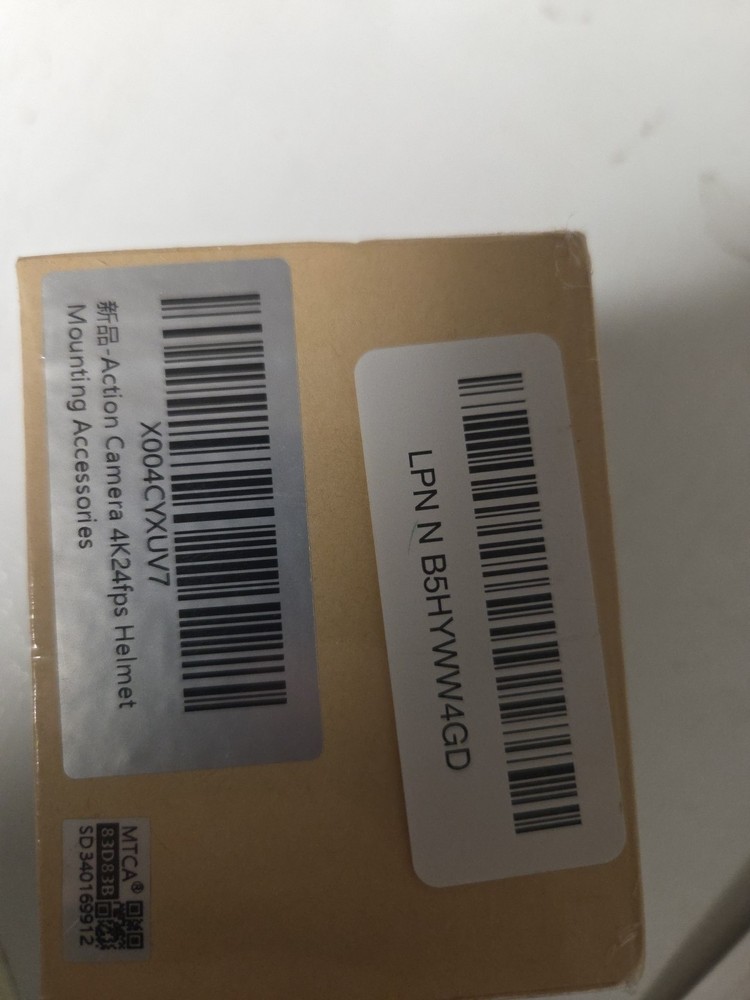 X004CYXUV7
新品-Action Camera 4K24fps Helmet
Mounting Accessories
LPN N B5HYWW4GD
MTCA®
83D83B
SD340169912